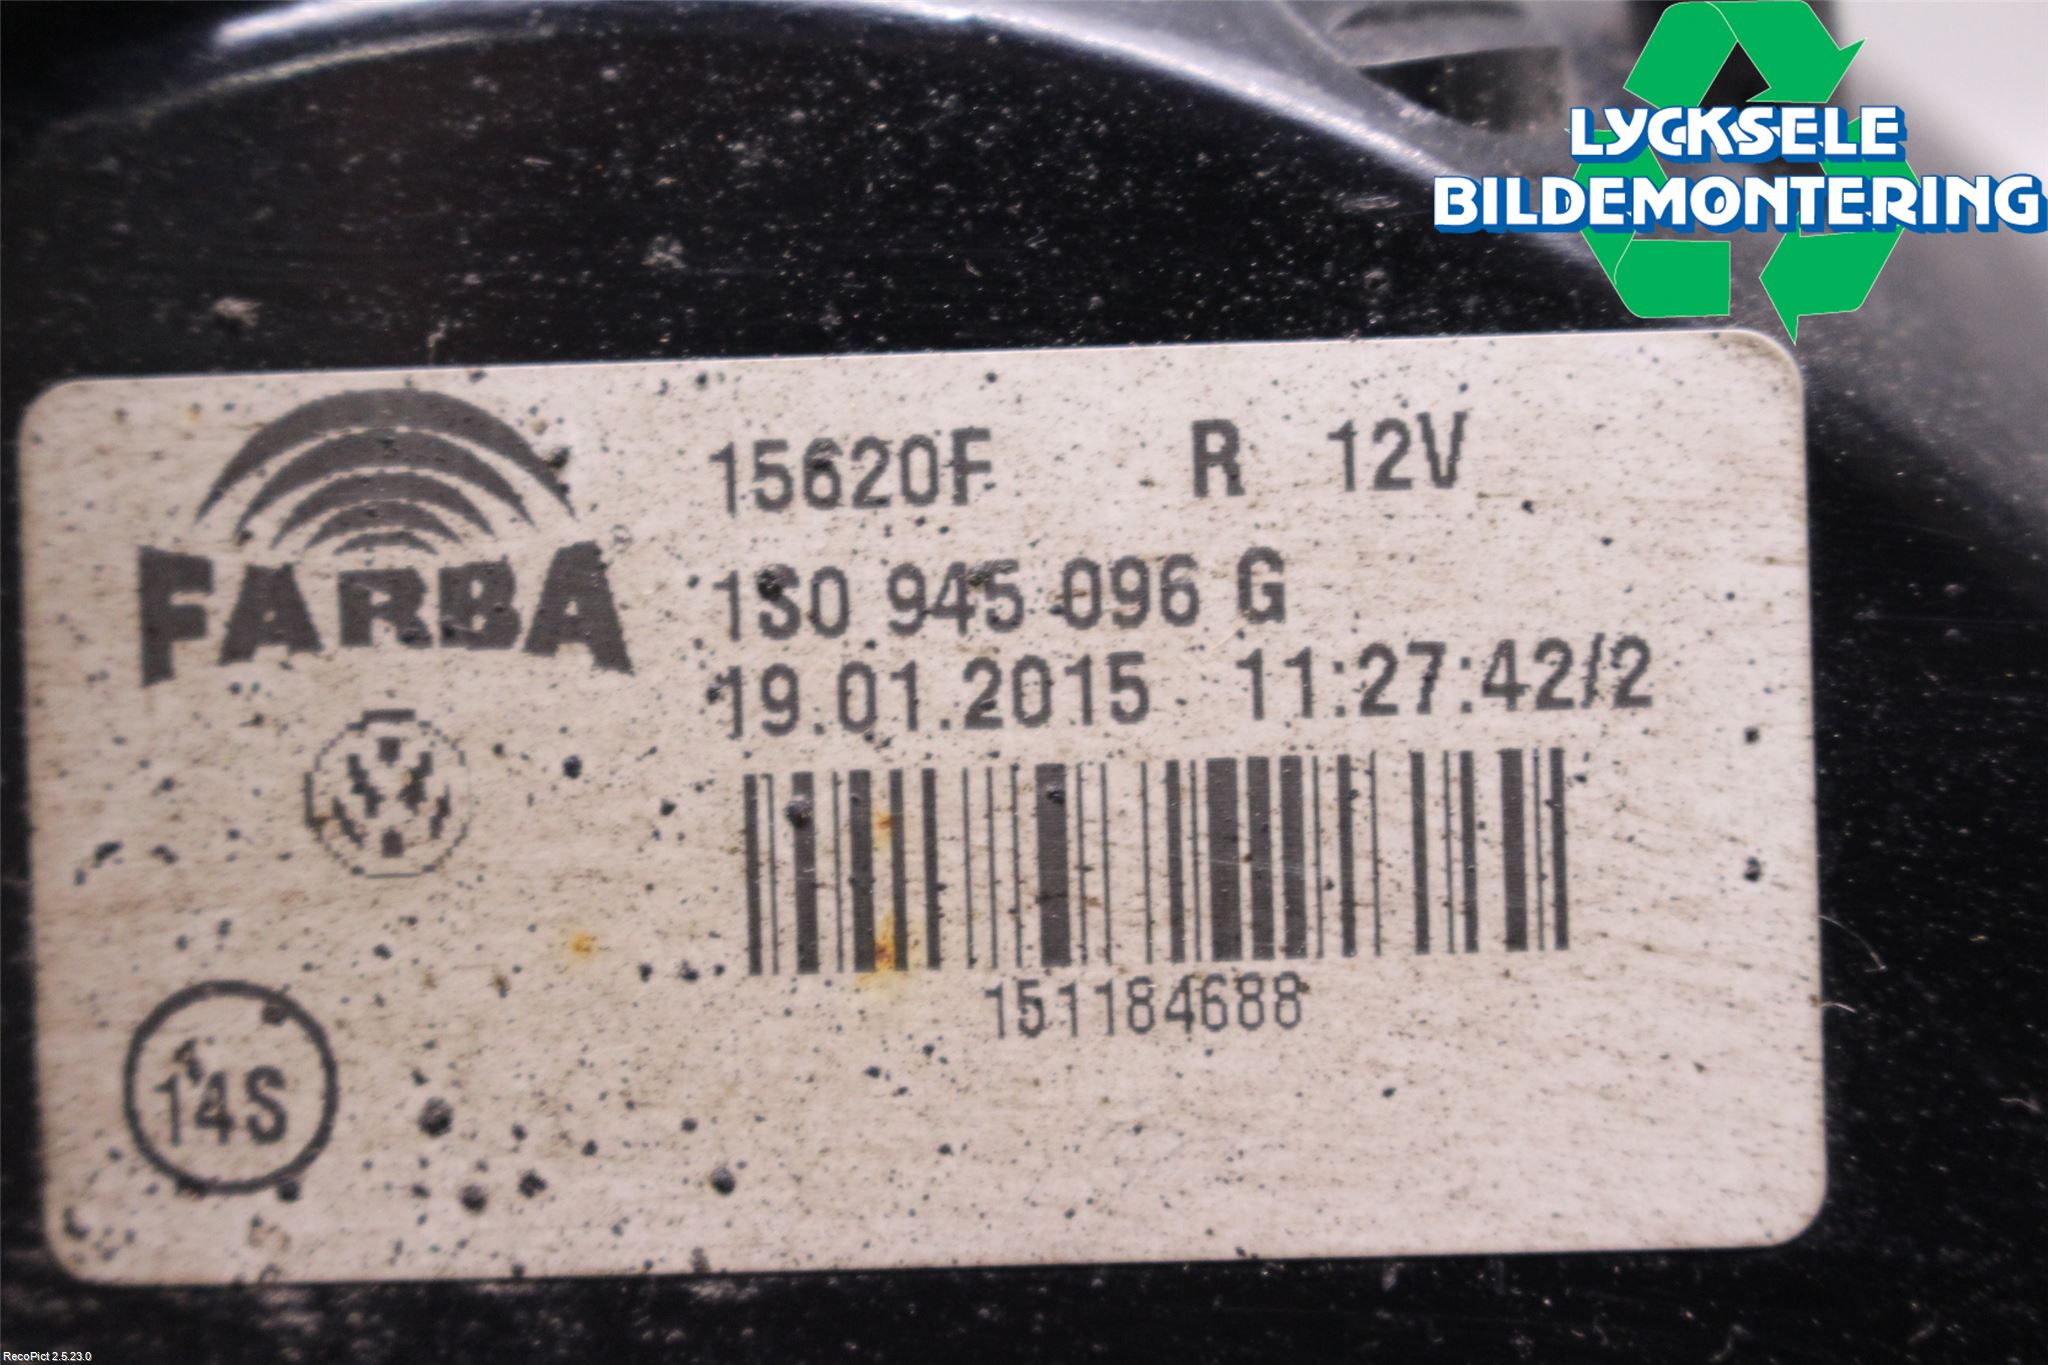 LYCKSELE
BILDEMONTERING
FARBA
15620F R 12V
1S0 945 096 G
19.01.2015 11:27:42/2
151184688
14S
RecoPict 2.5.23.0